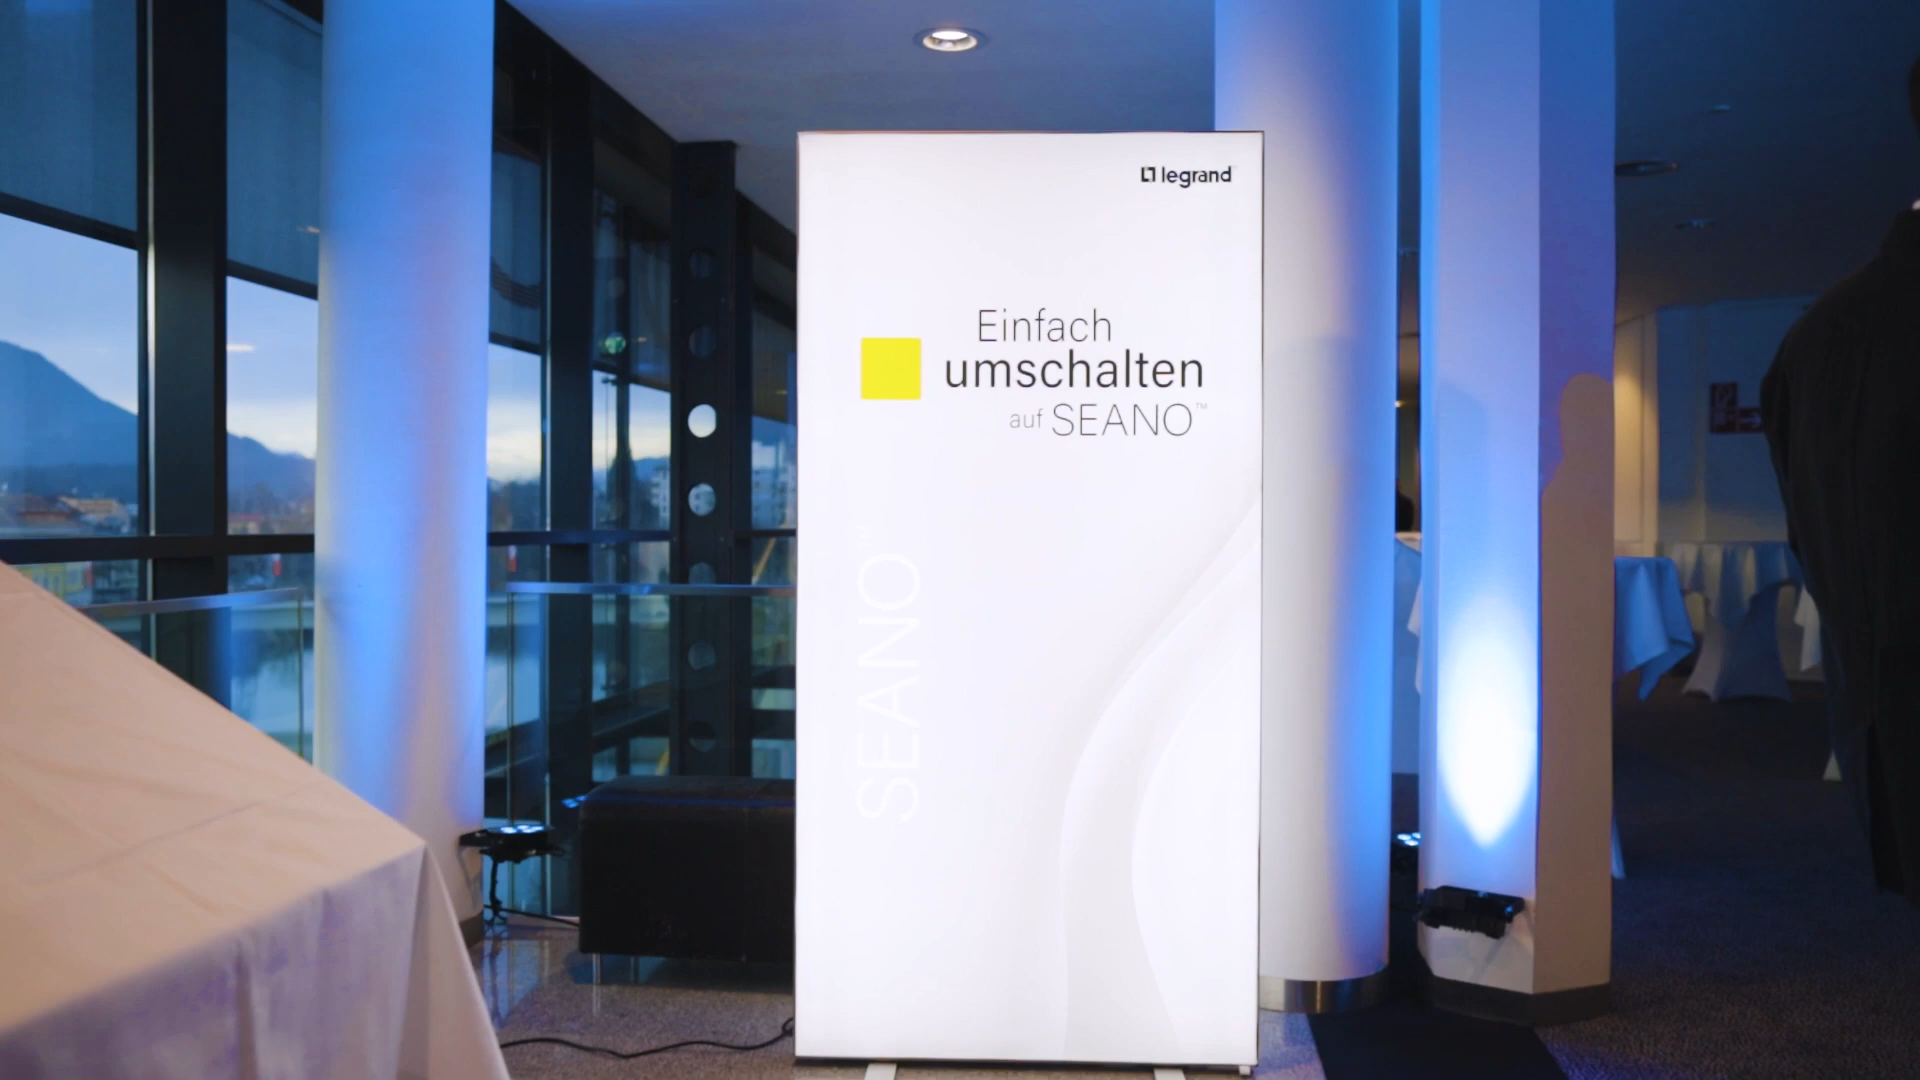 legrand
Einfach
umschalten
auf SEANO™
SEANO™